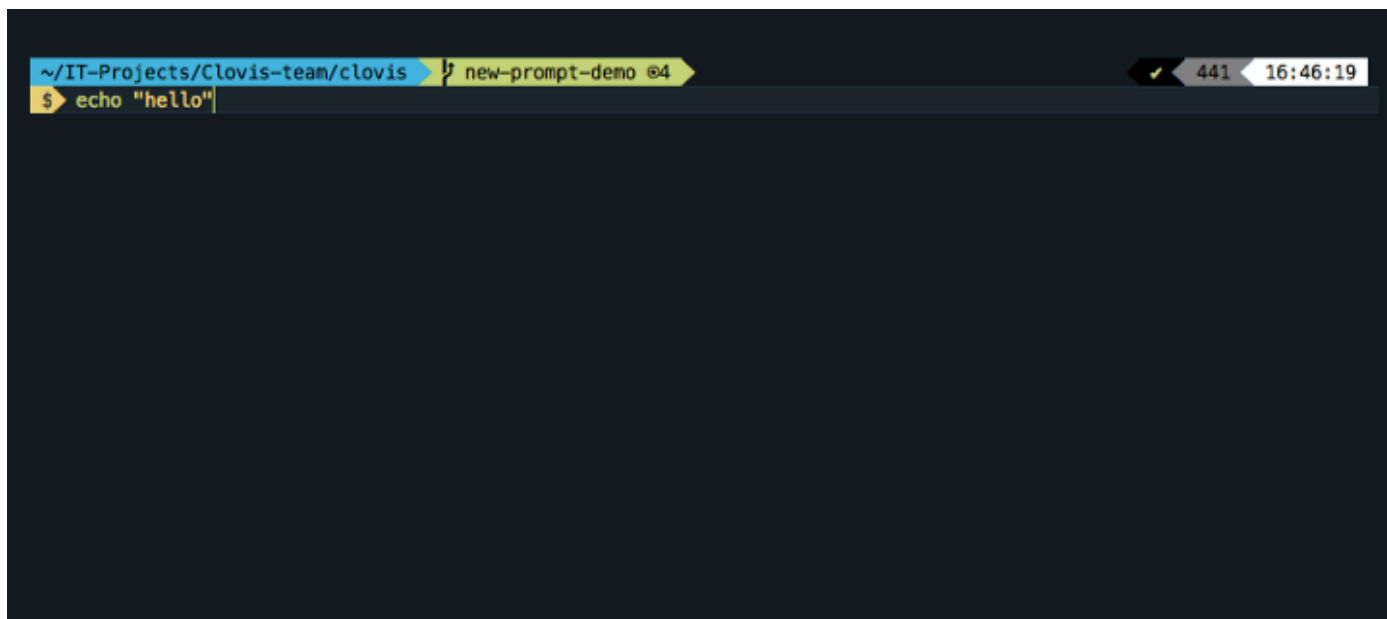 ~/IT-Projects/Clovis-team/clovis new-prompt-demo ⊙4 ✔ 441 16:46:19
$ echo "hello"